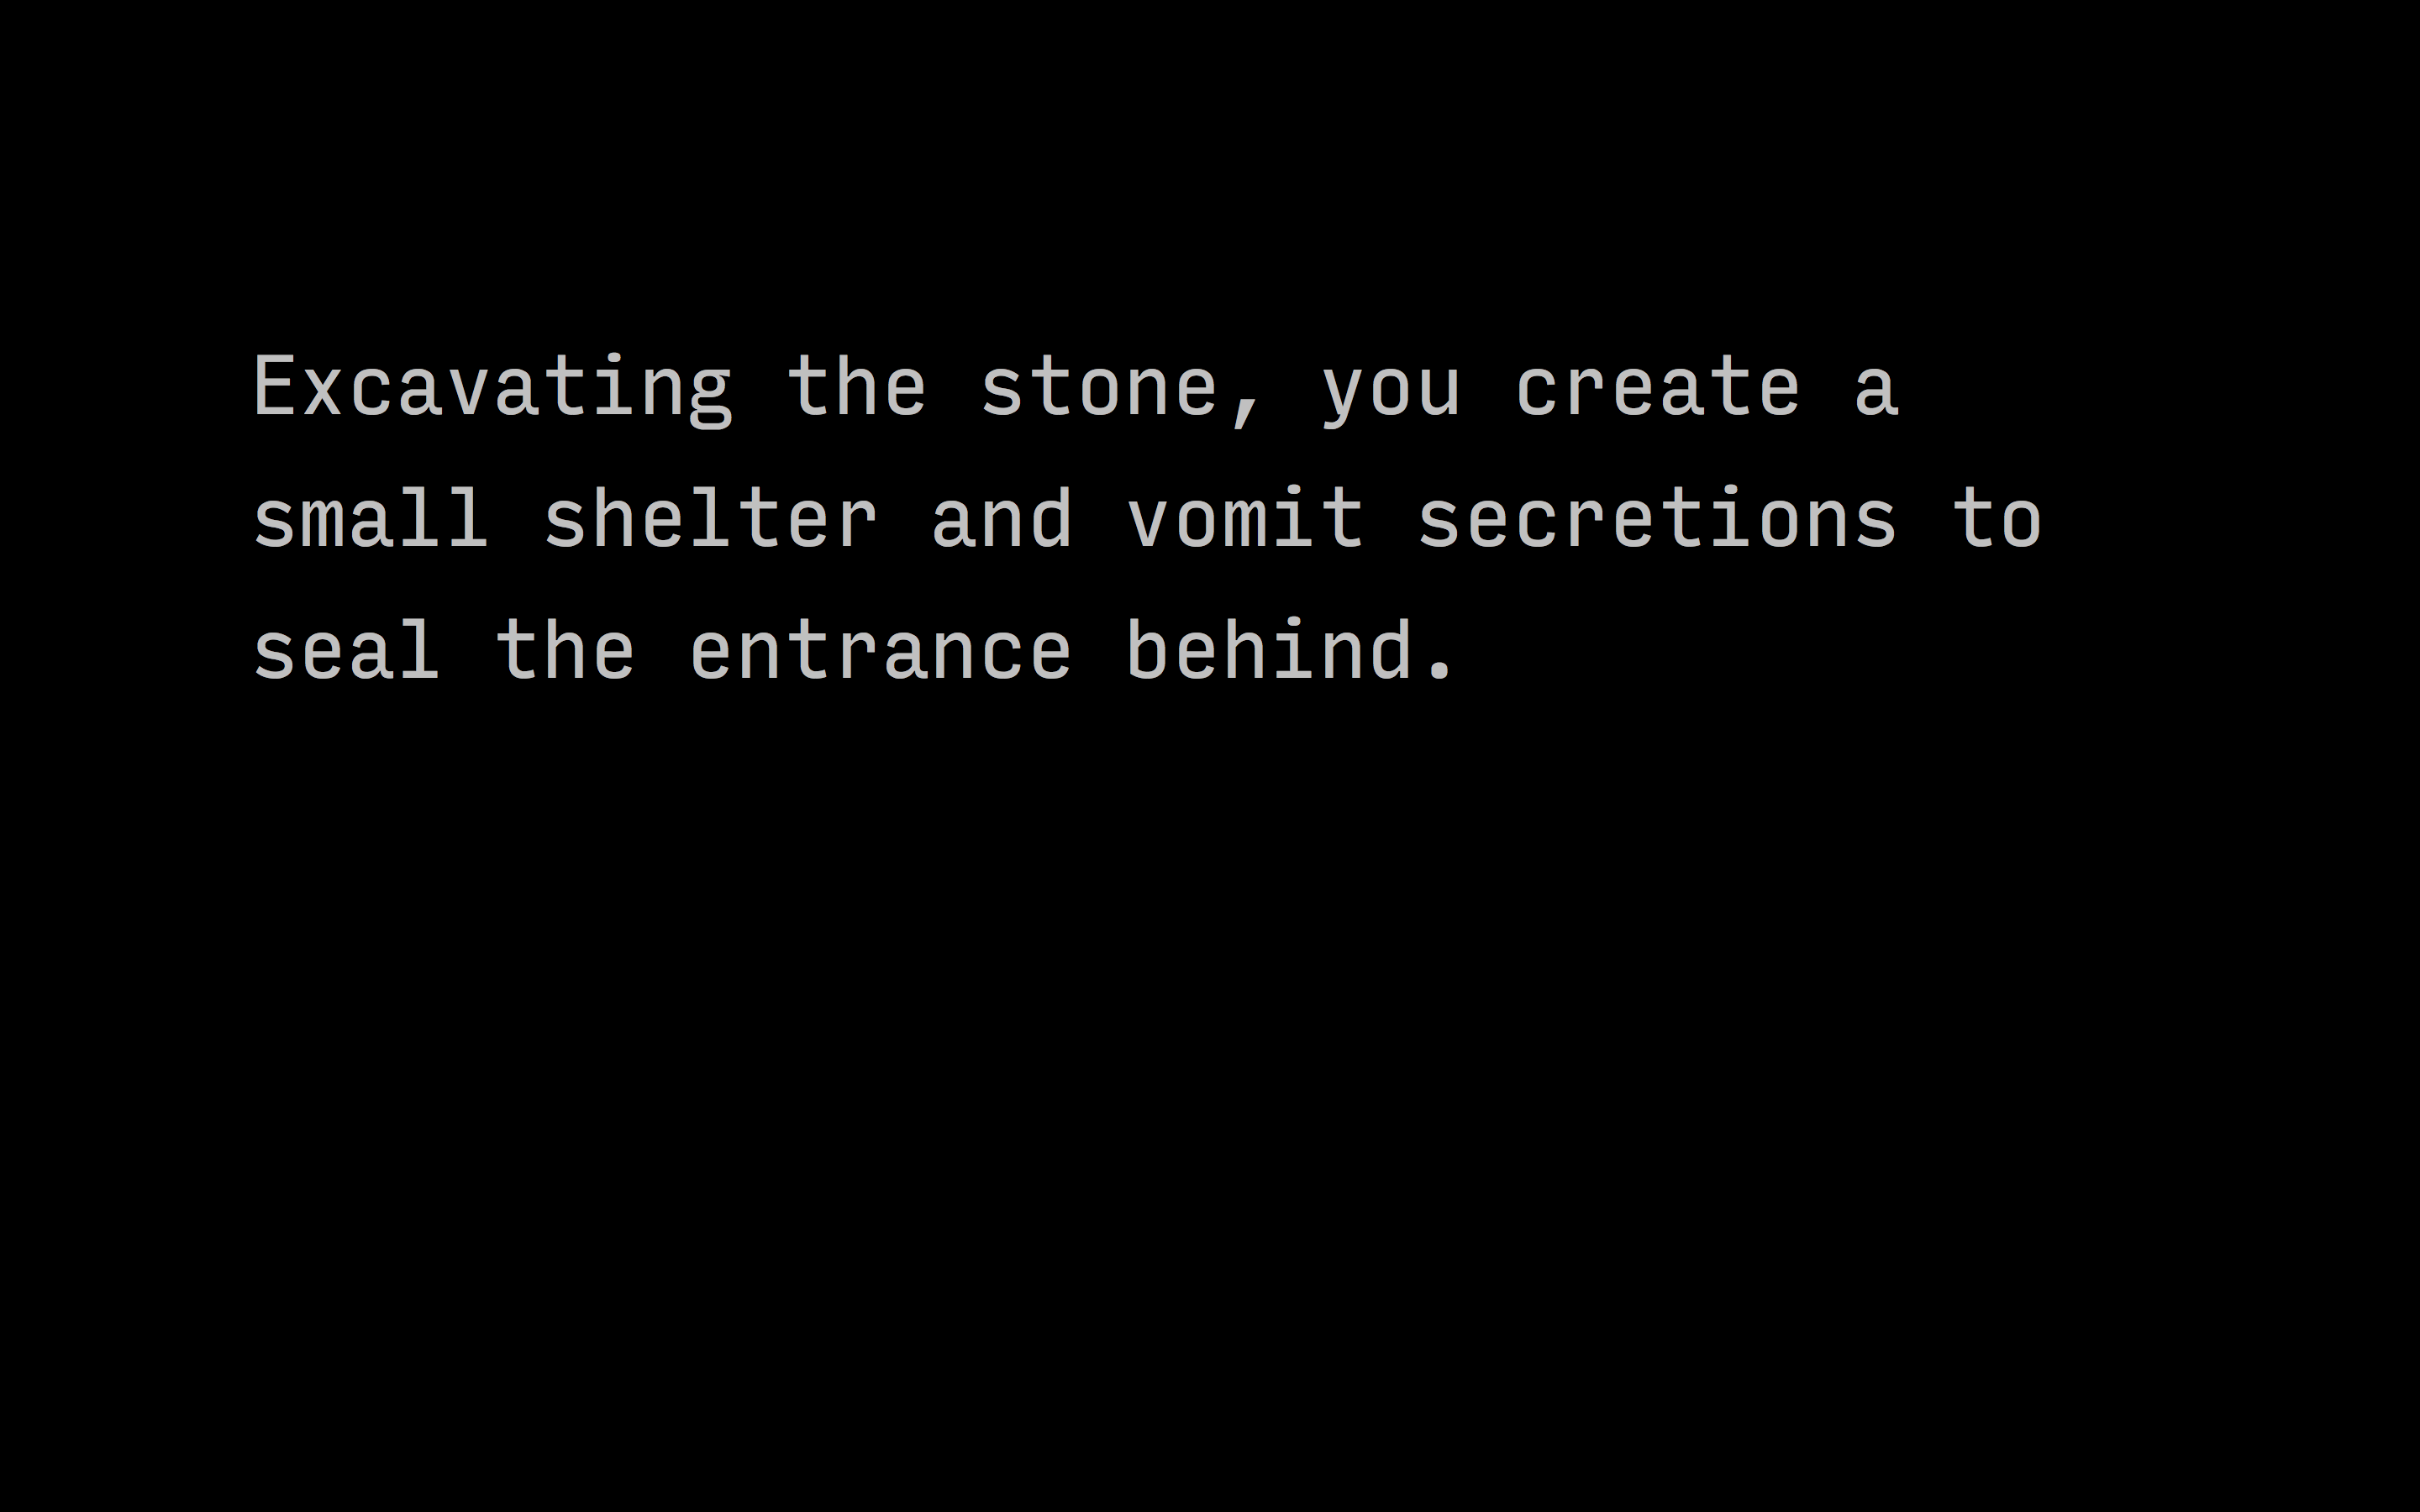 Excavating the stone, you create a
small shelter and vomit secretions to
seal the entrance behind.